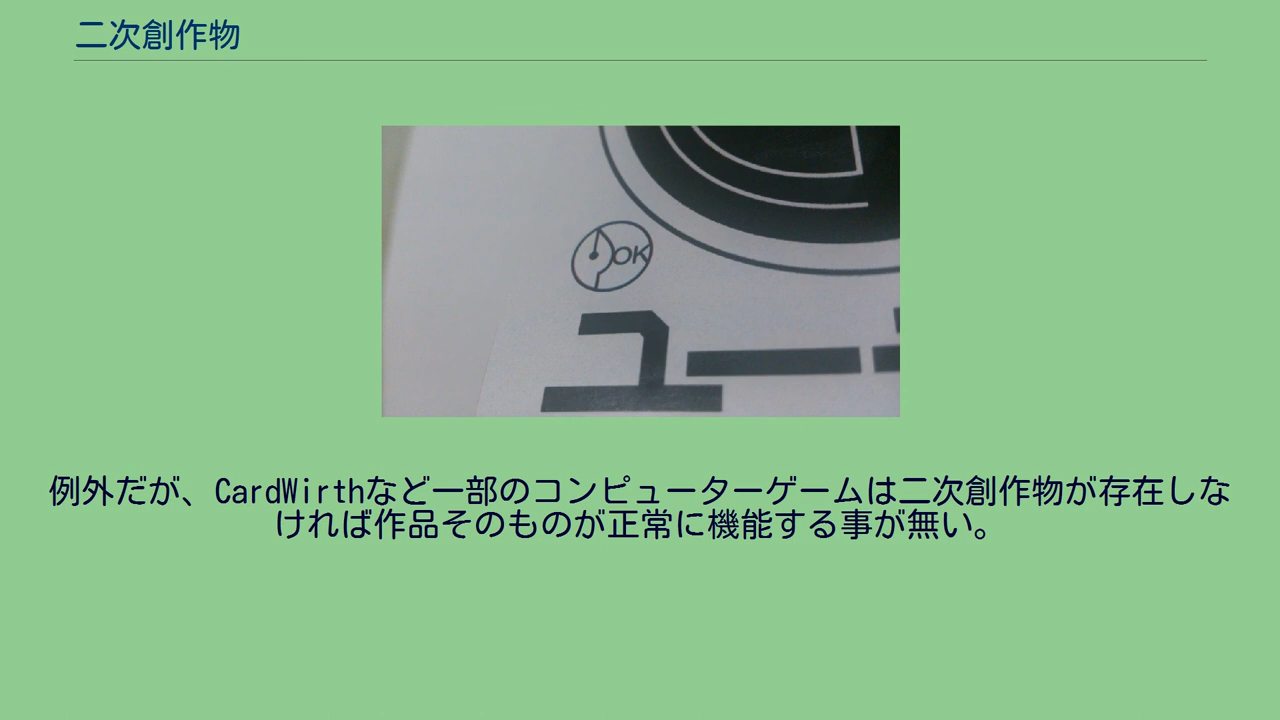 二次創作物
OK
ユー
例外だが、CardWirthなど一部のコンピューターゲームは二次創作物が存在しな
ければ作品そのものが正常に機能する事が無い。